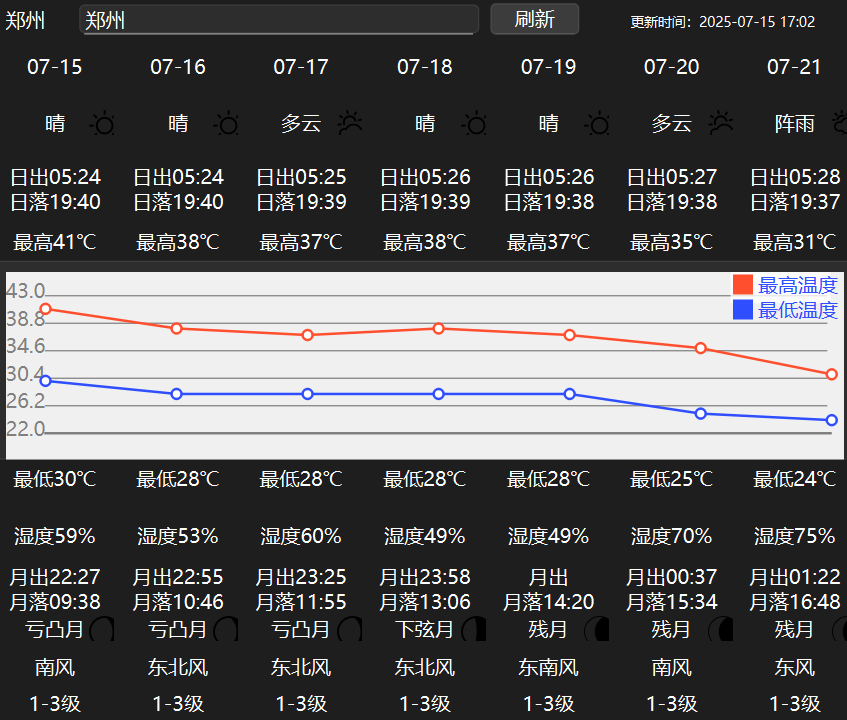 郑州 郑州 刷新 更新时间：2025-07-15 17:02
07-15 07-16 07-17 07-18 07-19 07-20 07-21
晴 晴 多云 晴 晴 多云 阵雨
日出05:24 日出05:24 日出05:25 日出05:26 日出05:26 日出05:27 日出05:28
日落19:40 日落19:40 日落19:39 日落19:39 日落19:38 日落19:38 日落19:37
最高41℃ 最高38℃ 最高37℃ 最高38℃ 最高37℃ 最高35℃ 最高31℃
最高温度
最低温度
43.0
38.8
34.6
30.4
26.2
22.0
最低30℃ 最低28℃ 最低28℃ 最低28℃ 最低28℃ 最低25℃ 最低24℃
湿度59% 湿度53% 湿度60% 湿度49% 湿度49% 湿度70% 湿度75%
月出22:27 月出22:55 月出23:25 月出23:58 月出 月出00:37 月出01:22
月落09:38 月落10:46 月落11:55 月落13:06 月落14:20 月落15:34 月落16:48
亏凸月 亏凸月 亏凸月 下弦月 残月 残月 残月
南风 东北风 东北风 东北风 东南风 南风 东风
1-3级 1-3级 1-3级 1-3级 1-3级 1-3级 1-3级